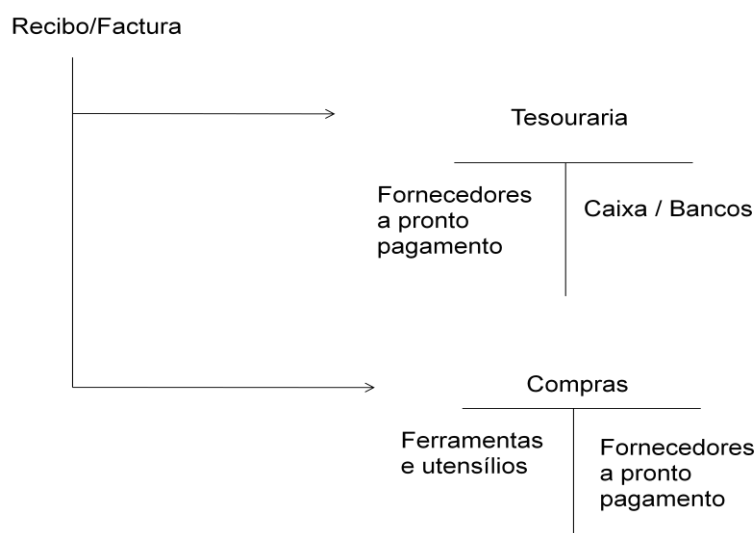 Recibo/Factura
Tesouraria
Fornecedores
a pronto
pagamento
Caixa / Bancos
Compras
Ferramentas
e utensílios
Fornecedores
a pronto
pagamento